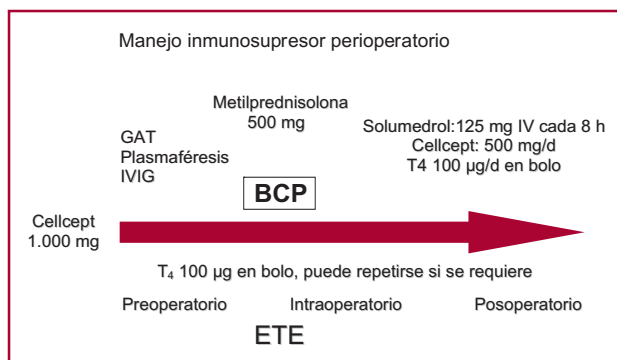 Manejo inmunosupresor perioperatorio
Metilprednisolona
500 mg
Solumedrol:125 mg IV cada 8 h
Cellcept: 500 mg/d
T4 100 µg/d en bolo
GAT
Plasmaféresis
IVIG
BCP
Cellcept
1.000 mg
T₄ 100 µg en bolo, puede repetirse si se requiere
Preoperatorio Intraoperatorio Posoperatorio
ETE